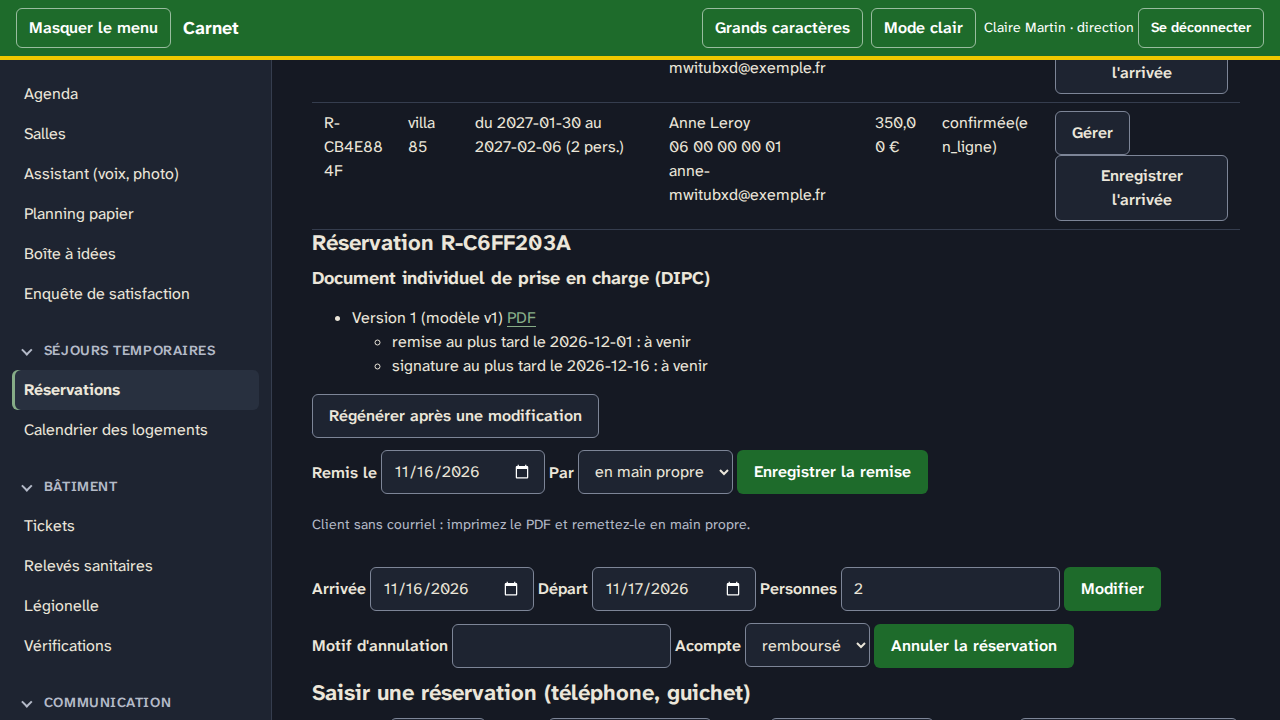 Masquer le menu Carnet Grands caractères Mode clair Claire Martin · direction Se déconnecter
Agenda
Salles
Assistant (voix, photo)
Planning papier
Boîte à idées
Enquête de satisfaction
SÉJOURS TEMPORAIRES
Réservations
Calendrier des logements
BÂTIMENT
Tickets
Relevés sanitaires
Légionelle
Vérifications
COMMUNICATION
mwitubxd@exemple.fr l'arrivée
R- villa du 2027-01-30 au Anne Leroy 350,0 confirmée(e Gérer
CB4E88 85 2027-02-06 (2 pers.) 06 00 00 00 01 0 € n_ligne)
4F anne- Enregistrer
mwitubxd@exemple.fr l'arrivée
Réservation R-C6FF203A
Document individuel de prise en charge (DIPC)
• Version 1 (modèle v1) PDF
◦ remise au plus tard le 2026-12-01 : à venir
◦ signature au plus tard le 2026-12-16 : à venir
Régénérer après une modification
Remis le 11/16/2026 Par en main propre Enregistrer la remise
Client sans courriel : imprimez le PDF et remettez-le en main propre.
Arrivée 11/16/2026 Départ 11/17/2026 Personnes 2 Modifier
Motif d'annulation Acompte remboursé Annuler la réservation
Saisir une réservation (téléphone, guichet)